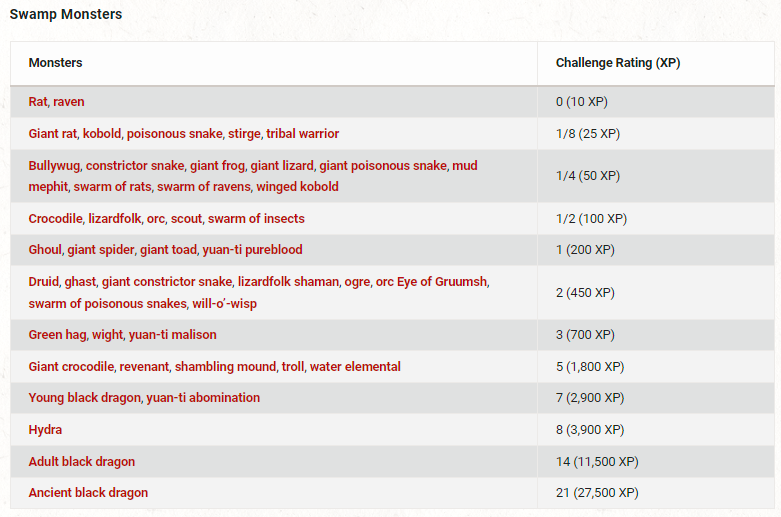 Swamp Monsters
Monsters Challenge Rating (XP)
Rat, raven 0 (10 XP)
Giant rat, kobold, poisonous snake, stirge, tribal warrior 1/8 (25 XP)
Bullywug, constrictor snake, giant frog, giant lizard, giant poisonous snake, mud
mephit, swarm of rats, swarm of ravens, winged kobold 1/4 (50 XP)
Crocodile, lizardfolk, orc, scout, swarm of insects 1/2 (100 XP)
Ghoul, giant spider, giant toad, yuan-ti pureblood 1 (200 XP)
Druid, ghast, giant constrictor snake, lizardfolk shaman, ogre, orc Eye of Gruumsh,
swarm of poisonous snakes, will-o'-wisp 2 (450 XP)
Green hag, wight, yuan-ti malison 3 (700 XP)
Giant crocodile, revenant, shambling mound, troll, water elemental 5 (1,800 XP)
Young black dragon, yuan-ti abomination 7 (2,900 XP)
Hydra 8 (3,900 XP)
Adult black dragon 14 (11,500 XP)
Ancient black dragon 21 (27,500 XP)